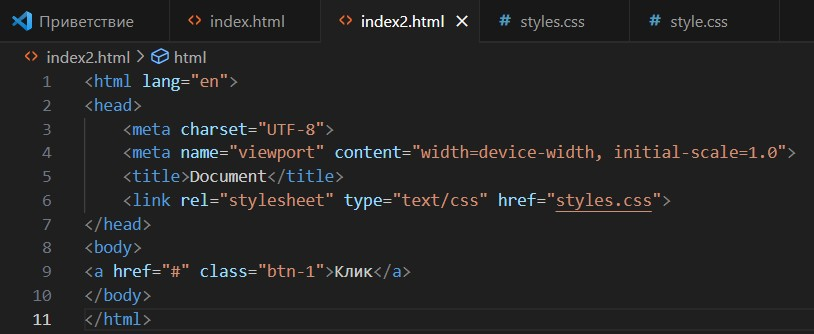 Приветствие index.html index2.html styles.css style.css
index2.html > html
1 <html lang="en">
2 <head>
3 <meta charset="UTF-8">
4 <meta name="viewport" content="width=device-width, initial-scale=1.0">
5 <title>Document</title>
6 <link rel="stylesheet" type="text/css" href="styles.css">
7 </head>
8 <body>
9 <a href="#" class="btn-1">Клик</a>
10 </body>
11 </html>